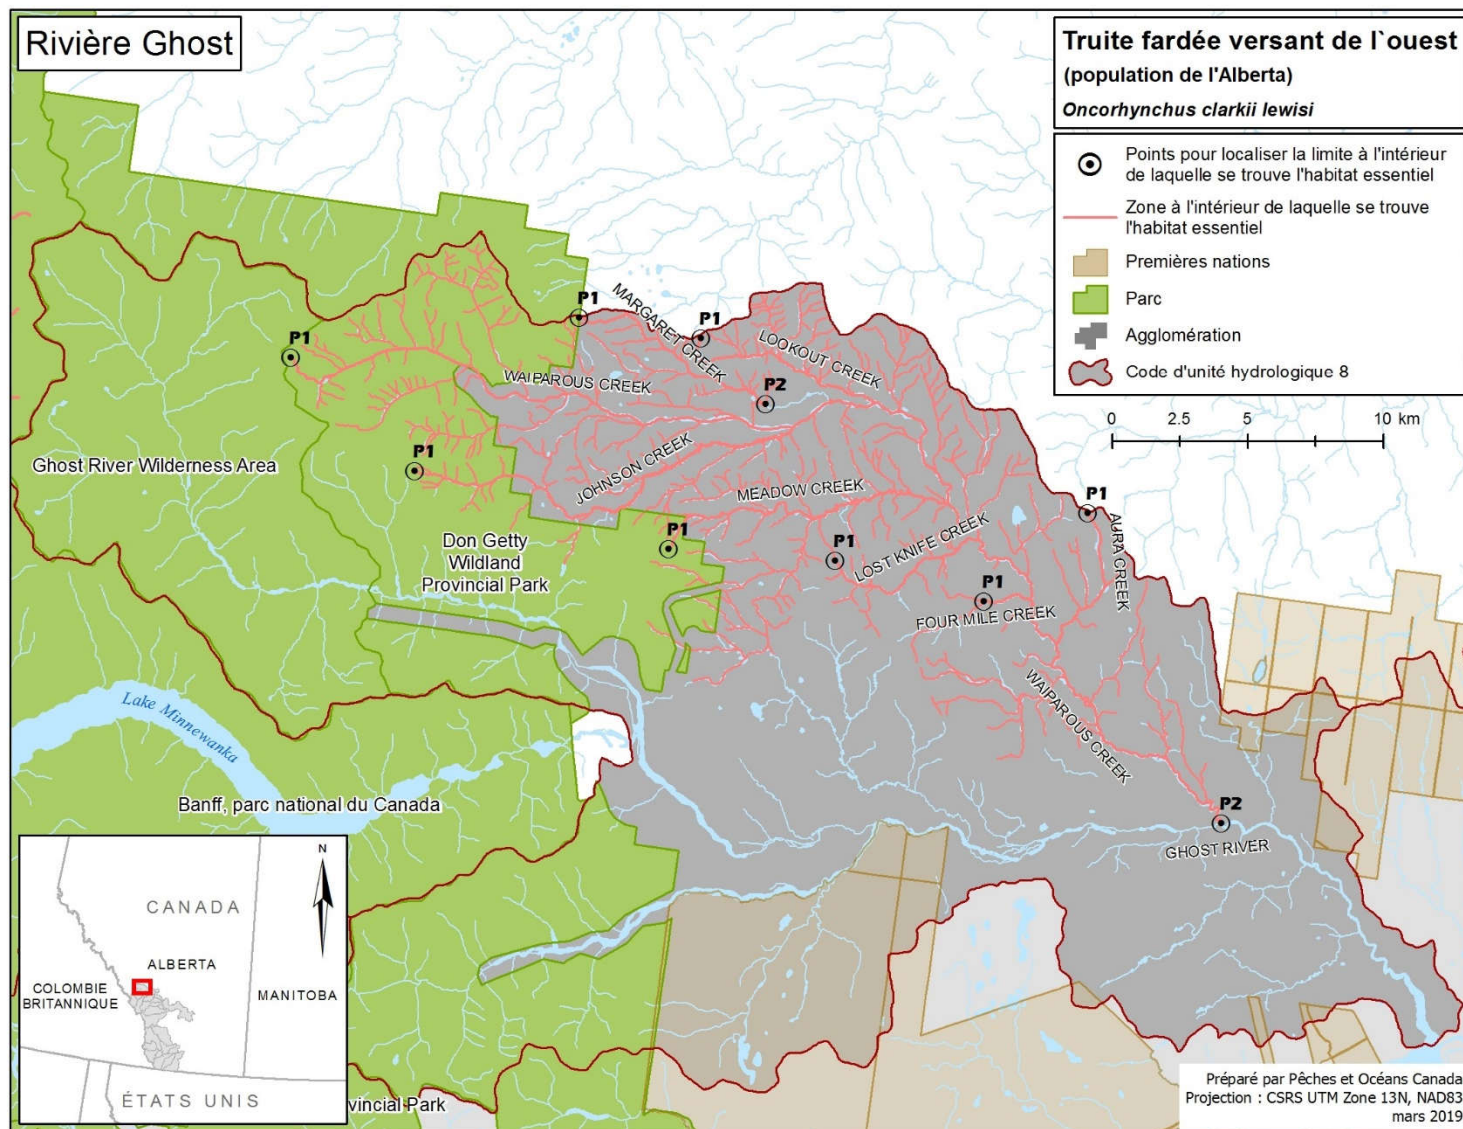 Rivière Ghost
Truite fardée versant de l`ouest
(population de l'Alberta)
Oncorhynchus clarkii lewisi
Points pour localiser la limite à l'intérieur
de laquelle se trouve l'habitat essentiel
Zone à l'intérieur de laquelle se trouve
l'habitat essentiel
Premières nations
Parc
Agglomération
Code d'unité hydrologique 8
0 2.5 5 10 km
P1
P1
P1
MARGARET CREEK
LOOKOUT CREEK
WAIPAROUS CREEK
P2
P1
JOHNSON CREEK
MEADOW CREEK
Ghost River Wilderness Area
P1
AURA CREEK
P1
P1
LOST KNIFE CREEK
Don Getty
Wildland
Provincial Park
P1
FOUR MILE CREEK
WAIPAROUS CREEK
Lake Minnewanka
Banff, parc national du Canada
P2
GHOST RIVER
N
CANADA
ALBERTA
COLOMBIE
BRITANNIQUE
MANITOBA
ÉTATS UNIS
vincial Park
Préparé par Pêches et Océans Canada
Projection : CSRS UTM Zone 13N, NAD83
mars 2019